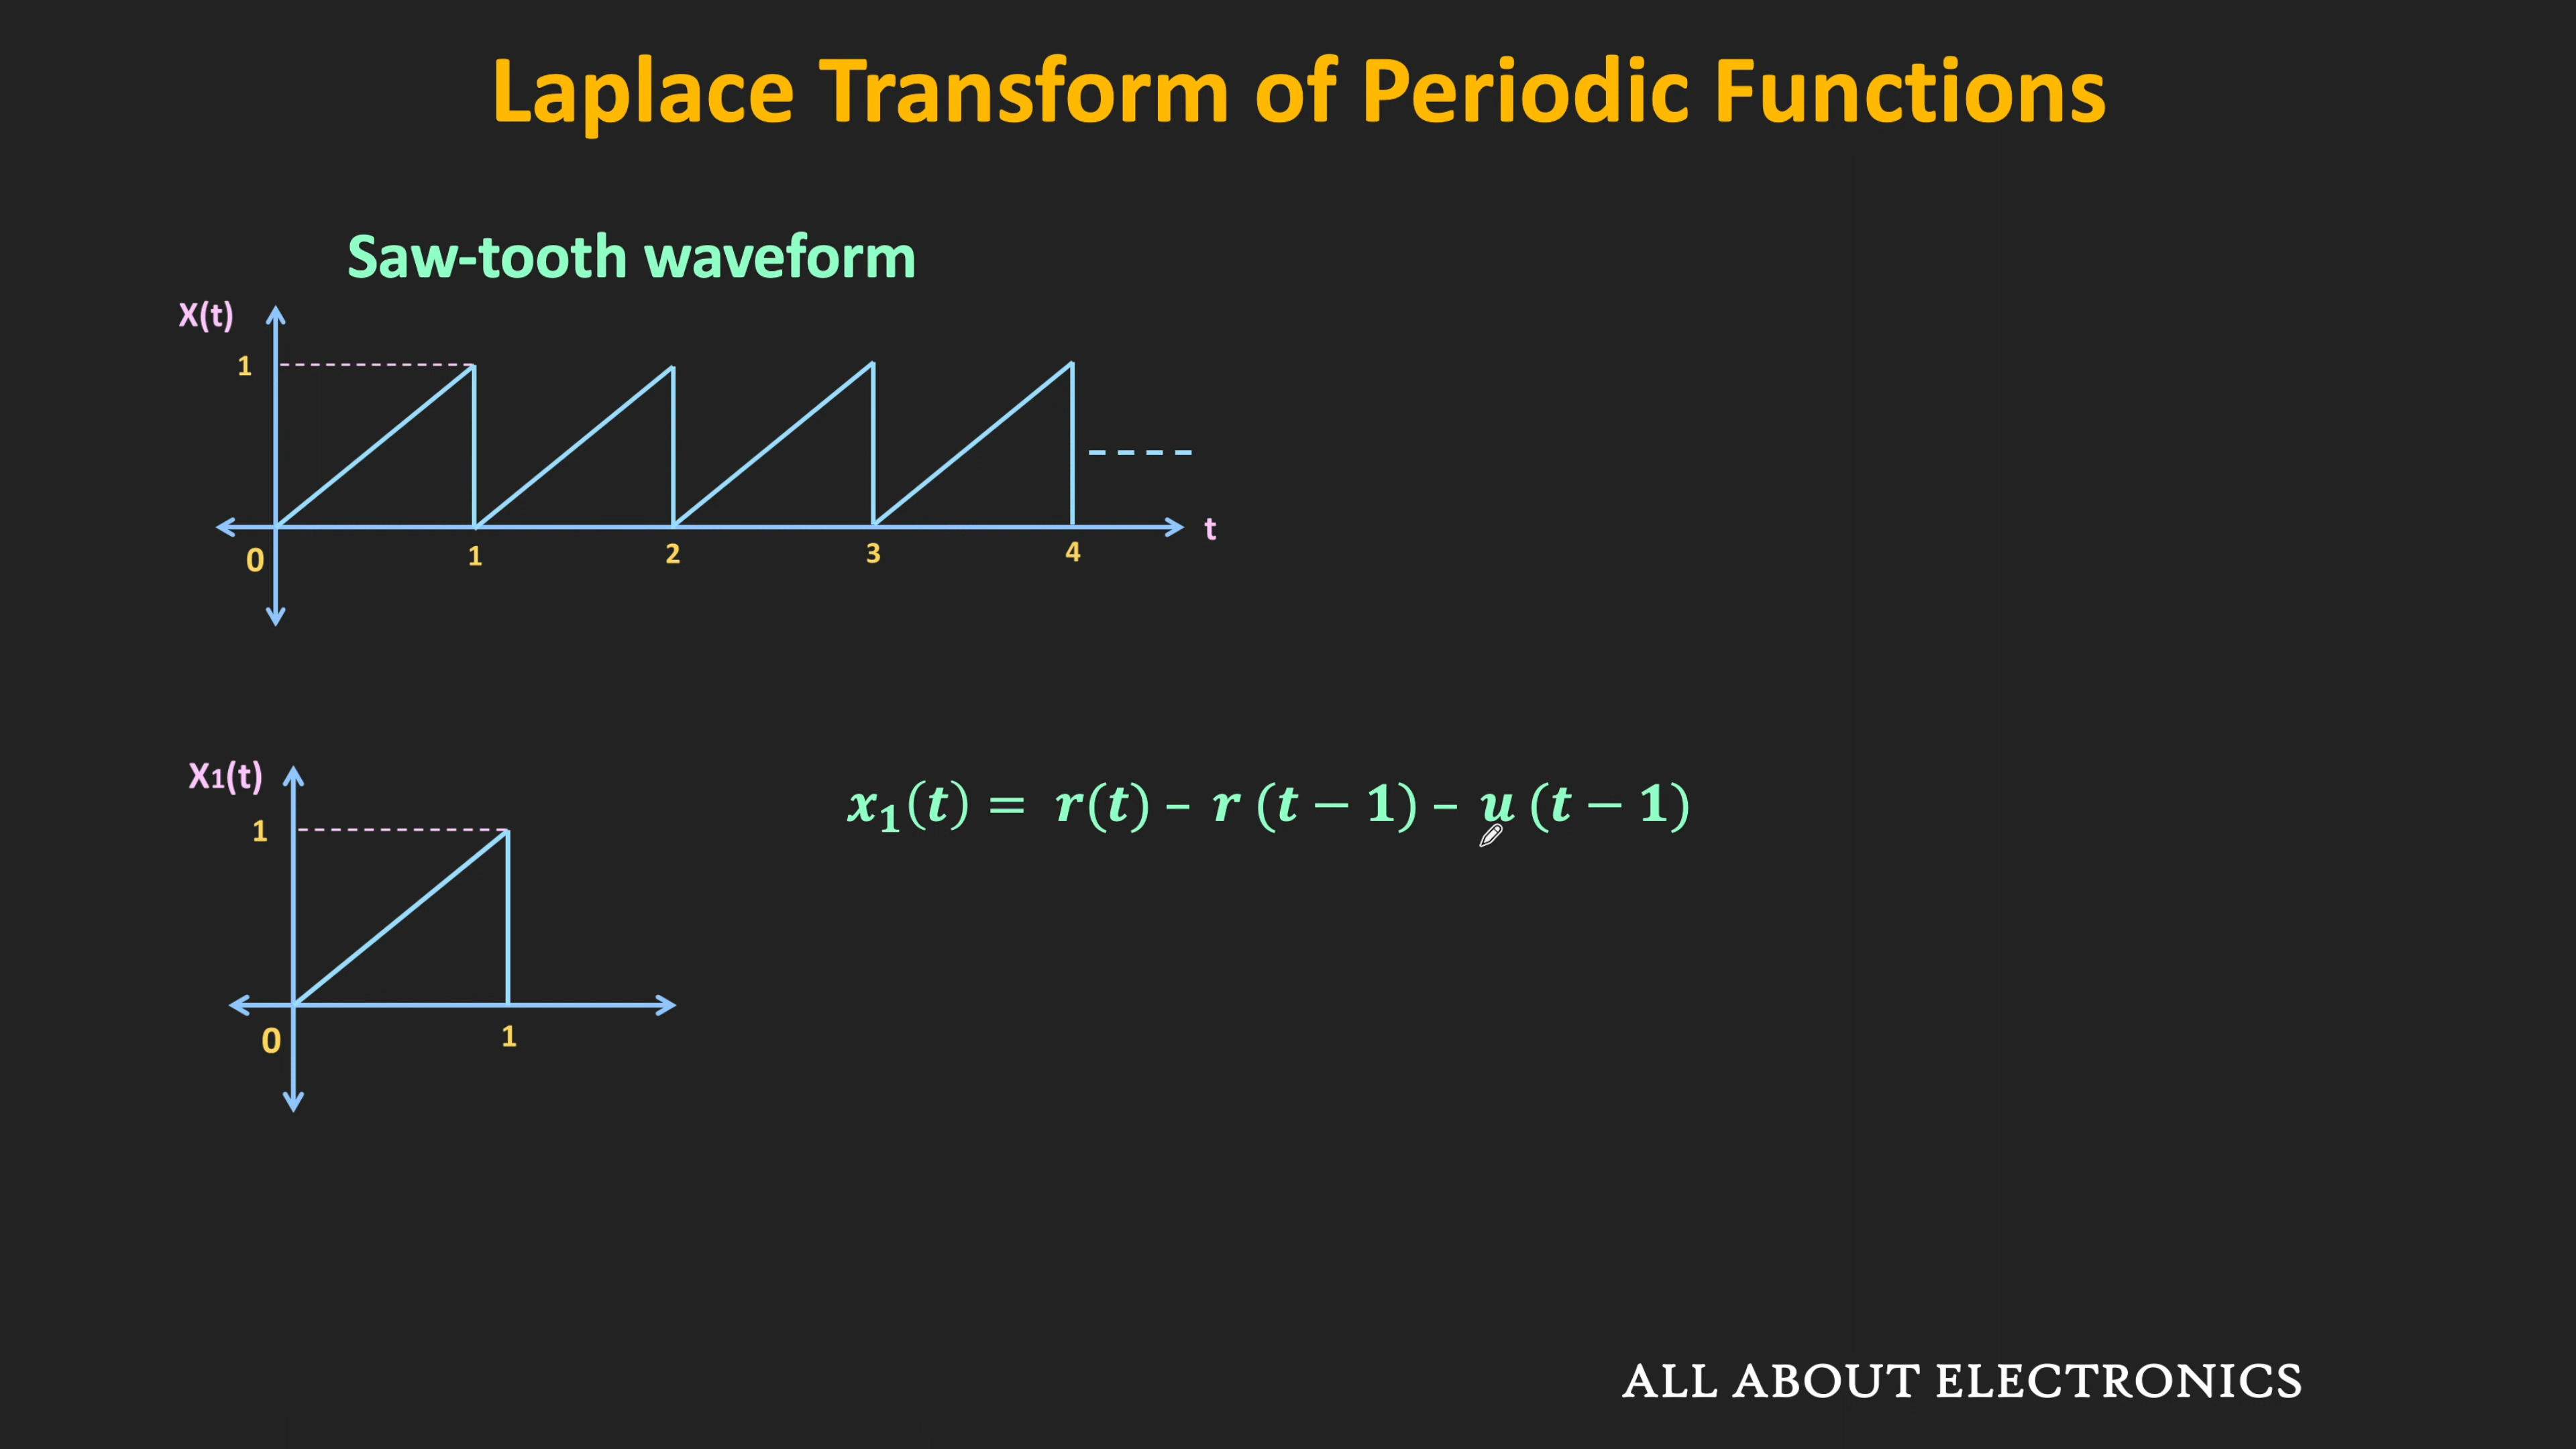 Laplace Transform of Periodic Functions
Saw-tooth waveform
X(t)
1
0 1 2 3 4 t
X1(t)
1
0 1
x₁(t) = r(t) – r (t − 1) – u (t − 1)
ALL ABOUT ELECTRONICS